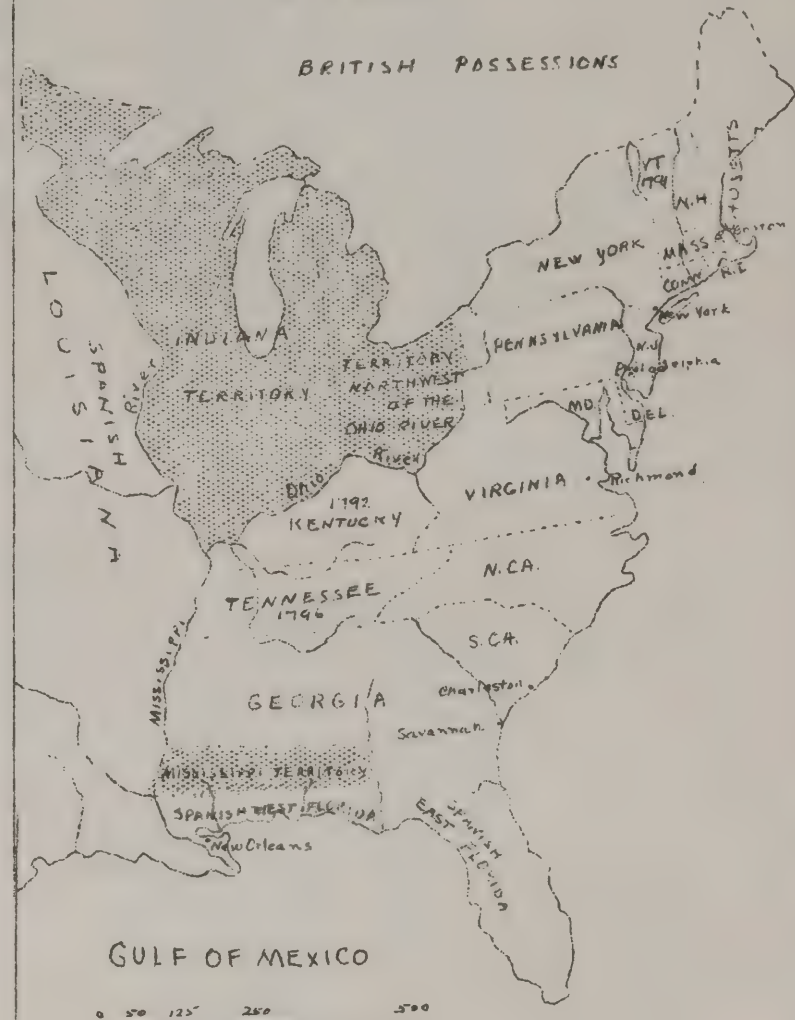 BRITISH POSSESSIONS
VT
1791
N.H.
MASS
Boston
NEW YORK
CONN
R.I.
New York
PENNSYLVANIA
N.J.
Philadelphia
MD.
DEL.
LOUISIANA
SPANISH
River
INDIANA
TERRITORY
TERRITORY
NORTHWEST
OF THE
OHIO RIVER
Ohio
River
1792
KENTUCKY
VIRGINIA
Richmond
TENNESSEE
1796
N.CA.
S.CA.
MISSISSIPPI
GEORGIA
Charleston
Savannah
MISSISSIPPI TERRITORY
SPANISH WEST FLORIDA
New Orleans
SPANISH
EAST FLORIDA
GULF OF MEXICO
0 50 125 250 500